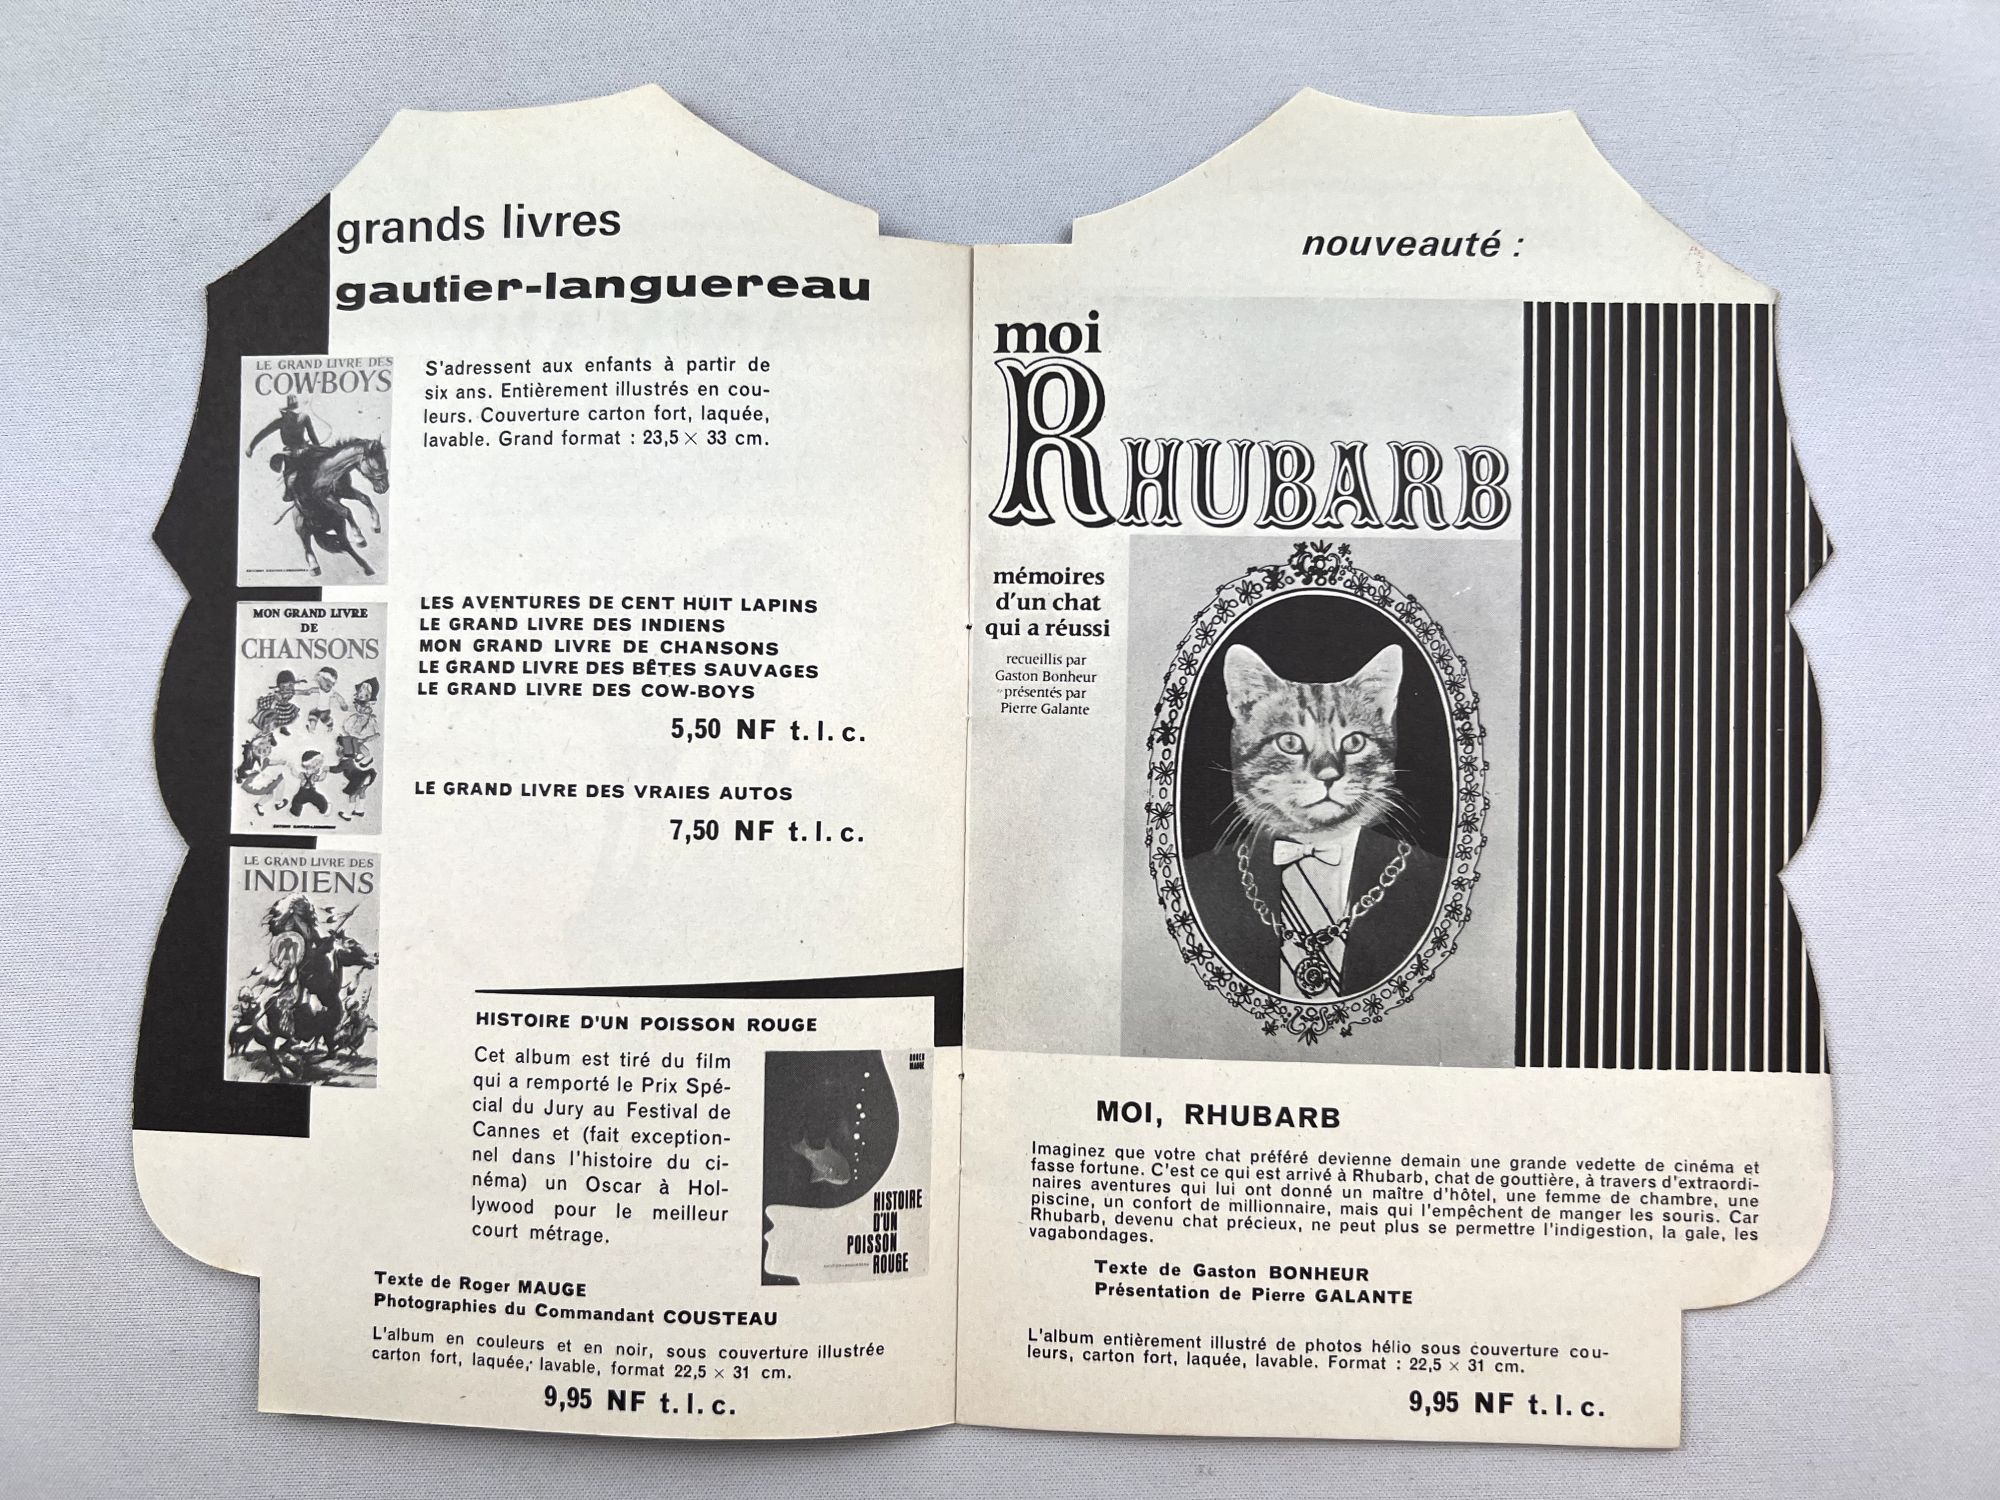 grands livres
gautier-languereau
LE GRAND LIVRE DES
COW-BOYS
S'adressent aux enfants à partir de
six ans. Entièrement illustrés en cou-
leurs. Couverture carton fort, laquée,
lavable. Grand format : 23,5 × 33 cm.
MON GRAND LIVRE
DE
CHANSONS
LES AVENTURES DE CENT HUIT LAPINS
LE GRAND LIVRE DES INDIENS
MON GRAND LIVRE DE CHANSONS
LE GRAND LIVRE DES BÊTES SAUVAGES
LE GRAND LIVRE DES COW-BOYS
5,50 NF t. l. c.
LE GRAND LIVRE DES VRAIES AUTOS
7,50 NF t. l. c.
LE GRAND LIVRE DES
INDIENS
HISTOIRE D'UN POISSON ROUGE
Cet album est tiré du film
qui a remporté le Prix Spé-
cial du Jury au Festival de
Cannes et (fait exception-
nel dans l'histoire du ci-
néma) un Oscar à Hol-
lywood pour le meilleur
court métrage.
ROGER
MAUGE
HISTOIRE
D'UN
POISSON
ROUGE
Texte de Roger MAUGE
Photographies du Commandant COUSTEAU
L'album en couleurs et en noir, sous couverture illustrée
carton fort, laquée, lavable, format 22,5 × 31 cm.
9,95 NF t. l. c.
nouveauté :
moi
RHUBARB
mémoires
d'un chat
qui a réussi
recueillis par
Gaston Bonheur
présentés par
Pierre Galante
MOI, RHUBARB
Imaginez que votre chat préféré devienne demain une grande vedette de cinéma et
fasse fortune. C'est ce qui est arrivé à Rhubarb, chat de gouttière, à travers d'extraordi-
naires aventures qui lui ont donné un maître d'hôtel, une femme de chambre, une
piscine, un confort de millionnaire, mais qui l'empêchent de manger les souris. Car
Rhubarb, devenu chat précieux, ne peut plus se permettre l'indigestion, la gale, les
vagabondages.
Texte de Gaston BONHEUR
Présentation de Pierre GALANTE
L'album entièrement illustré de photos hélio sous couverture cou-
leurs, carton fort, laquée, lavable. Format : 22,5 × 31 cm.
9,95 NF t. l. c.